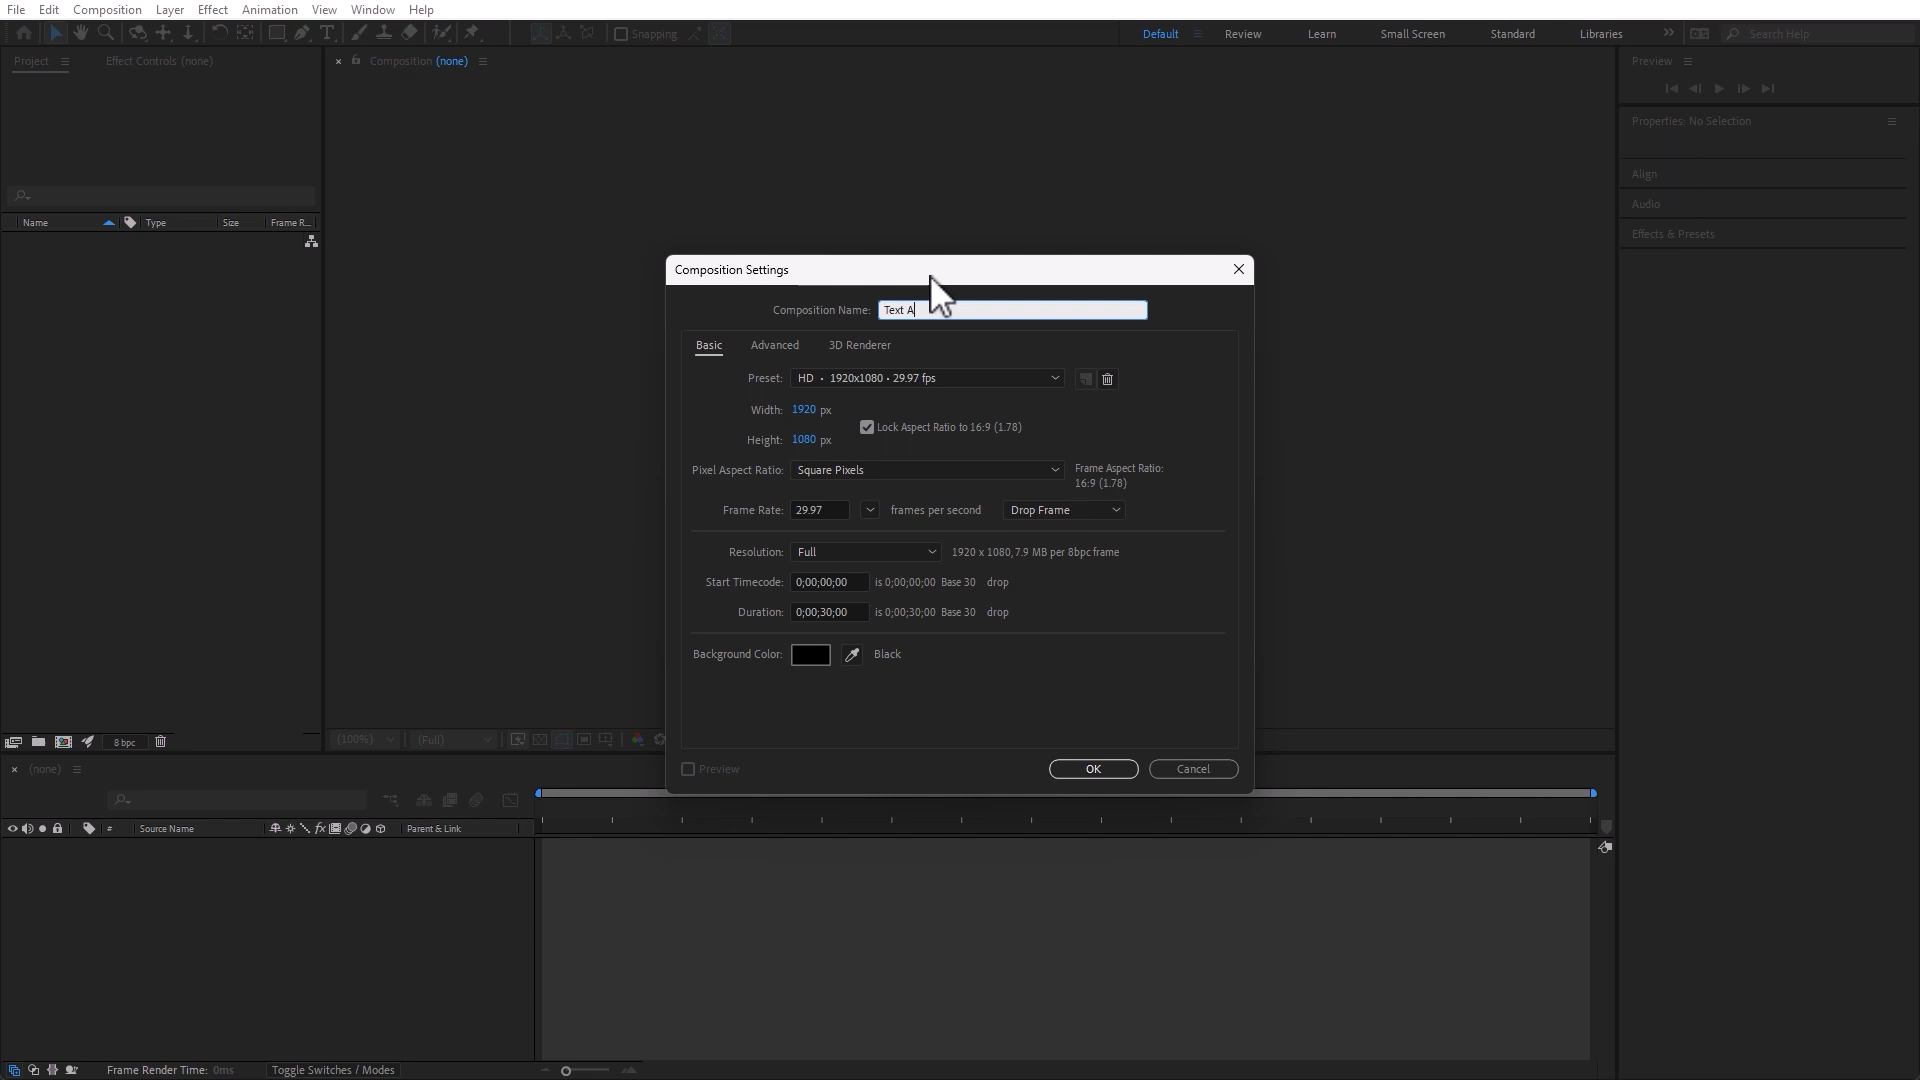 File Edit Composition Layer Effect Animation View Window Help
Snapping
Default Review Learn Small Screen Standard Libraries Search Help
Project Effect Controls (none)
Composition (none)
Preview
Properties: No Selection
Align
Audio
Effects & Presets
Name Type Size Frame R...
Composition Settings
Composition Name: Text A
Basic Advanced 3D Renderer
Preset: HD • 1920x1080 • 29.97 fps
Width: 1920 px
Lock Aspect Ratio to 16:9 (1.78)
Height: 1080 px
Pixel Aspect Ratio: Square Pixels
Frame Aspect Ratio:
16:9 (1.78)
Frame Rate: 29.97 frames per second Drop Frame
Resolution: Full 1920 x 1080, 7.9 MB per 8bpc frame
Start Timecode: 0;00;00;00 is 0;00;00;00 Base 30 drop
Duration: 0;00;30;00 is 0;00;30;00 Base 30 drop
Background Color: Black
Preview OK Cancel
8 bpc
(100%) (Full)
(none)
# Source Name fx Parent & Link
Frame Render Time: 0ms Toggle Switches / Modes